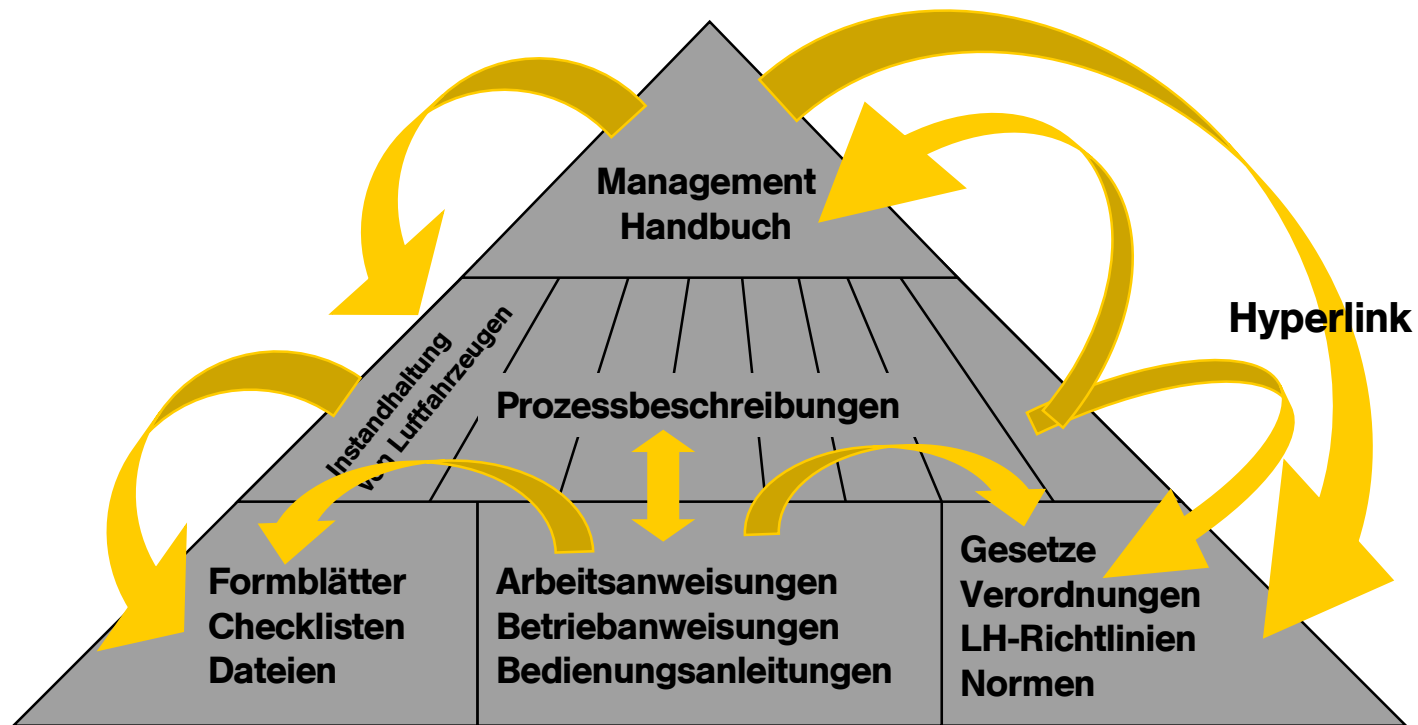 Management
Handbuch
Hyperlink
Instandhaltung
von Luftfahrzeugen
Prozessbeschreibungen
Formblätter
Checklisten
Dateien
Arbeitsanweisungen
Betriebanweisungen
Bedienungsanleitungen
Gesetze
Verordnungen
LH-Richtlinien
Normen